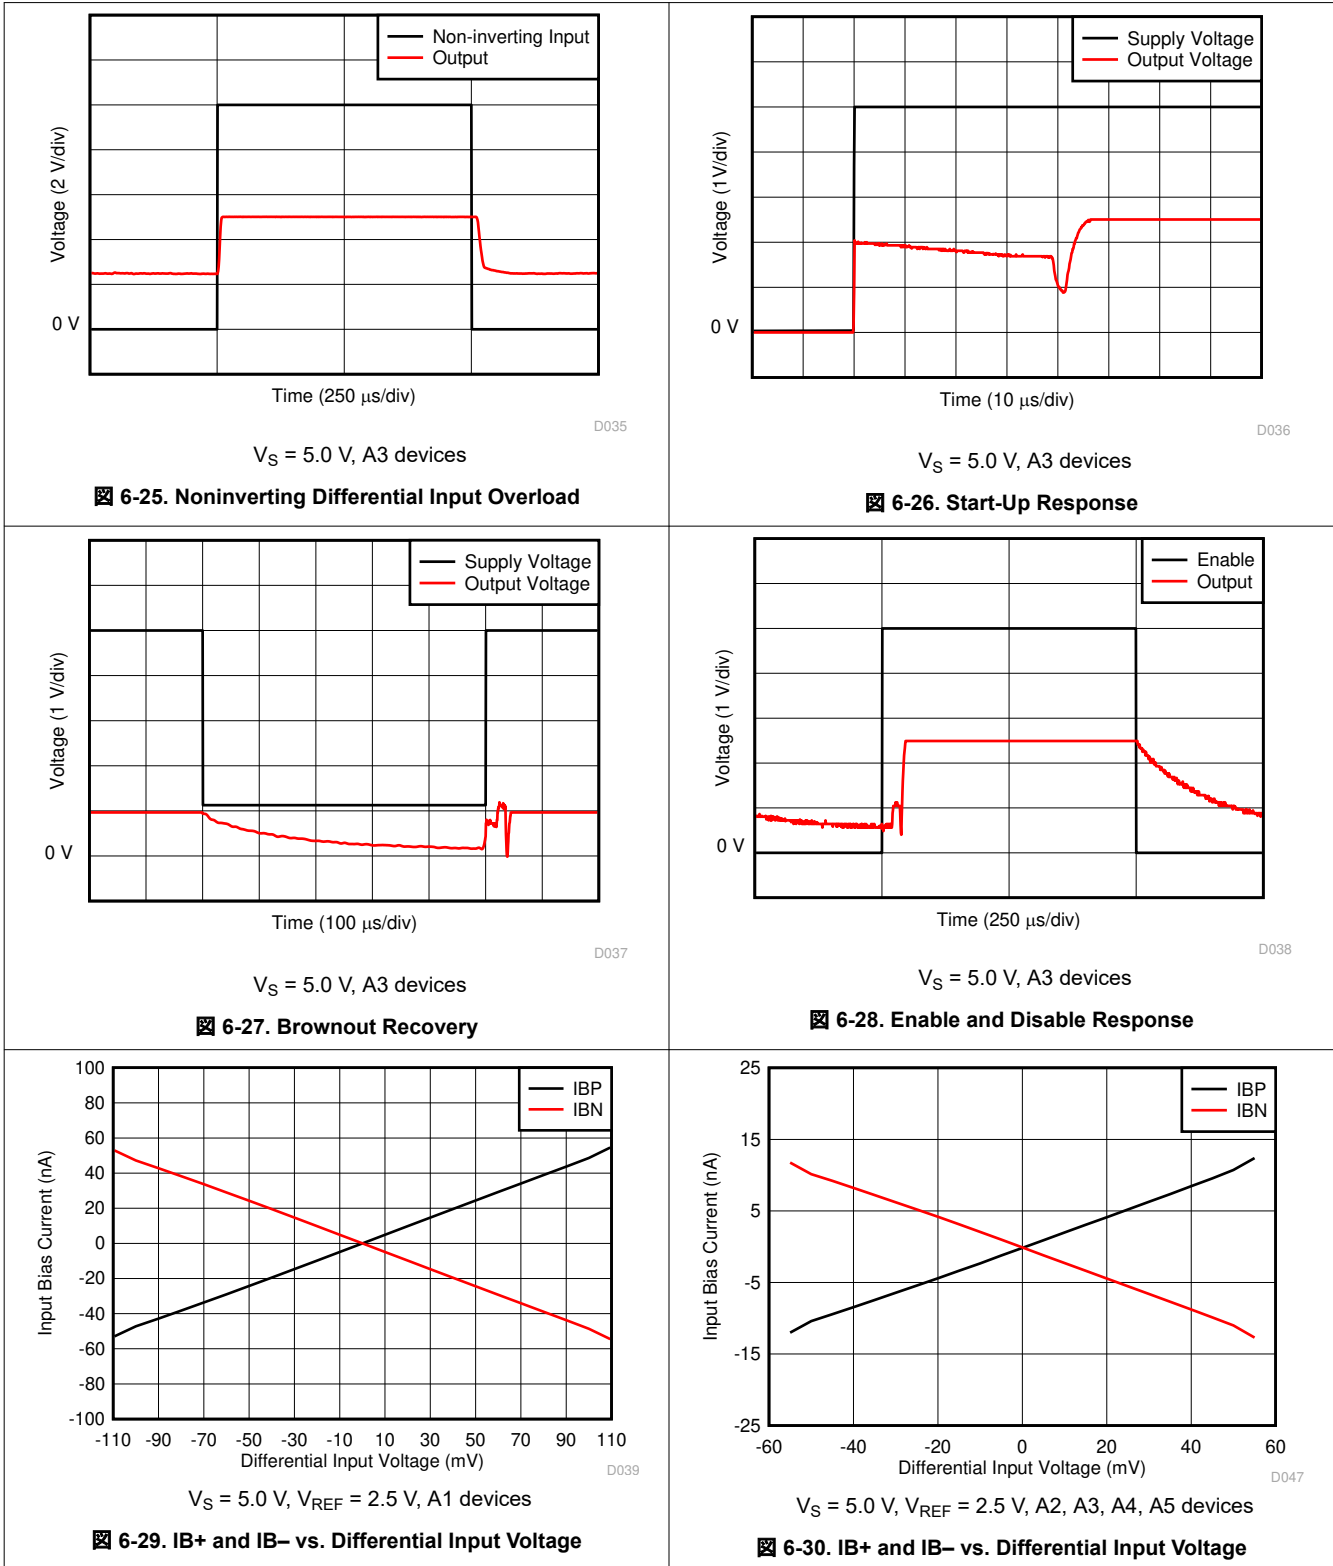 Non-inverting Input
Output
Voltage (2 V/div)
0 V
Time (250 μs/div)
D035
VS = 5.0 V, A3 devices
図 6-25. Noninverting Differential Input Overload
Supply Voltage
Output Voltage
Voltage (1V/div)
0 V
Time (10 μs/div)
D036
VS = 5.0 V, A3 devices
図 6-26. Start-Up Response
Supply Voltage
Output Voltage
Voltage (1 V/div)
0 V
Time (100 μs/div)
D037
VS = 5.0 V, A3 devices
図 6-27. Brownout Recovery
Enable
Output
Voltage (1 V/div)
0 V
Time (250 μs/div)
D038
VS = 5.0 V, A3 devices
図 6-28. Enable and Disable Response
IBP
IBN
Input Bias Current (nA)
100
80
60
40
20
0
-20
-40
-60
-80
-100
-110 -90 -70 -50 -30 -10 10 30 50 70 90 110
Differential Input Voltage (mV)
D039
VS = 5.0 V, VREF = 2.5 V, A1 devices
図 6-29. IB+ and IB– vs. Differential Input Voltage
IBP
IBN
Input Bias Current (nA)
25
15
5
-5
-15
-25
-60 -40 -20 0 20 40 60
Differential Input Voltage (mV)
D047
VS = 5.0 V, VREF = 2.5 V, A2, A3, A4, A5 devices
図 6-30. IB+ and IB– vs. Differential Input Voltage